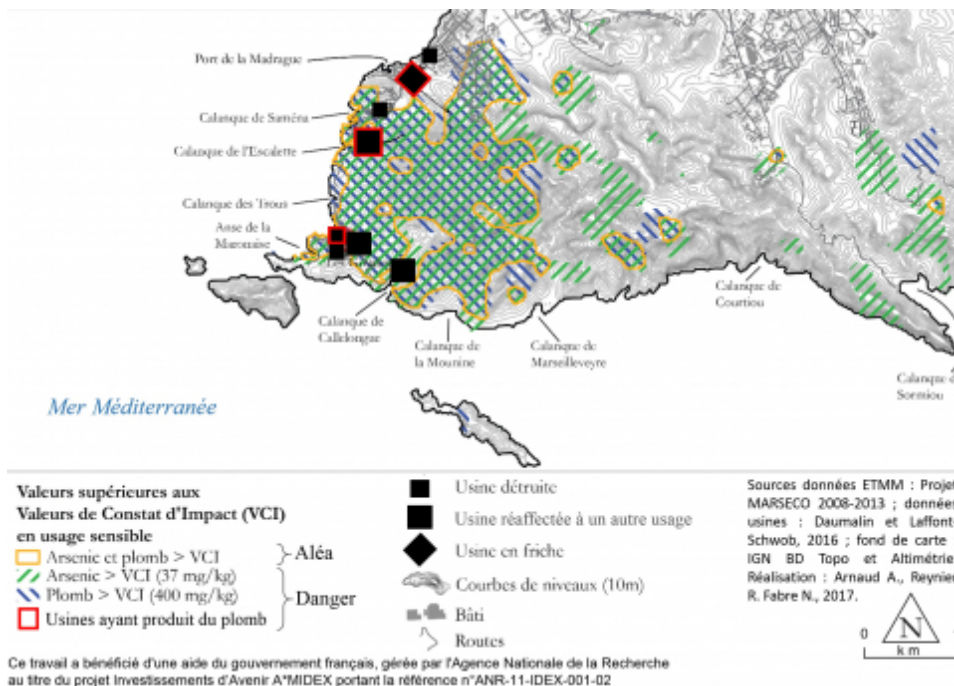 Port de la Madrague
Calanque de Saména
Calanque de l'Escalette
Calanque des Trous
Anse de la
Maronaise
Calanque de
Callelongue
Calanque de
la Mounine
Calanque de
Marseilleveyre
Calanque de
Courtiou
Calanque d
Sormiou
Mer Méditerranée
Valeurs supérieures aux
Valeurs de Constat d'Impact (VCI)
en usage sensible
Arsenic et plomb > VCI
Aléa
Arsenic > VCI (37 mg/kg)
Plomb > VCI (400 mg/kg)
Danger
Usines ayant produit du plomb
Usine détruite
Usine réaffectée à un autre usage
Usine en friche
Courbes de niveaux (10m)
Bâti
Routes
Sources données ETMM : Projet
MARSECO 2008-2013 ; données
usines : Daumalin et Laffont-
Schwob, 2016 ; fond de carte :
IGN BD Topo et Altimétrie.
Réalisation : Arnaud A., Reynier
R. Fabre N., 2017.
N
0
km
Ce travail a bénéficié d'une aide du gouvernement français, gérée par l'Agence Nationale de la Recherche
au titre du projet Investissements d'Avenir A*MIDEX portant la référence n°ANR-11-IDEX-001-02